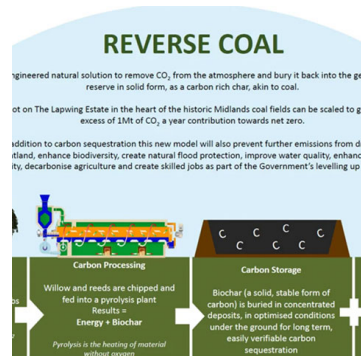 REVERSE COAL
ngineered natural solution to remove CO₂ from the atmosphere and bury it back into the ge
reserve in solid form, as a carbon rich char, akin to coal.
ot on The Lapwing Estate in the heart of the historic Midlands coal fields can be scaled to g
excess of 1Mt of CO₂ a year contribution towards net zero.
addition to carbon sequestration this new model will also prevent further emissions from d
eatland, enhance biodiversity, create natural flood protection, improve water quality, enhanc
ity, decarbonise agriculture and create skilled jobs as part of the Government's levelling up
C C C C C C
Carbon Processing
Willow and reeds are chipped and
fed into a pyrolysis plant
Results =
Energy + Biochar
Pyrolysis is the heating of material
without oxygen
Carbon Storage
Biochar (a solid, stable form of
carbon) is buried in concentrated
deposits, in optimised conditions
under the ground for long term,
easily verifiable carbon
sequestration